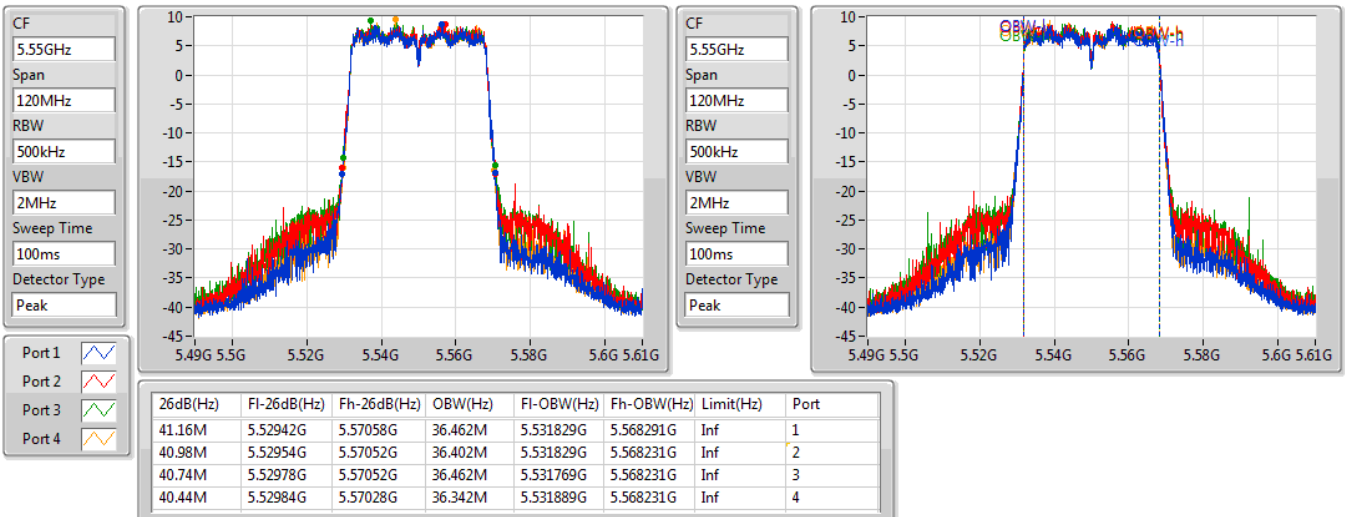 CF
5.55GHz
Span
120MHz
RBW
500kHz
VBW
2MHz
Sweep Time
100ms
Detector Type
Peak
10-
5-
0-
-5-
-10-
-15-
-20-
-25-
-30-
-35-
-40-
-45-
5.49G 5.5G 5.52G 5.54G 5.56G 5.58G 5.6G 5.61G
CF
5.55GHz
Span
120MHz
RBW
500kHz
VBW
2MHz
Sweep Time
100ms
Detector Type
Peak
10-
5-
0-
-5-
-10-
-15-
-20-
-25-
-30-
-35-
-40-
-45-
OBW-h
5.49G 5.5G 5.52G 5.54G 5.56G 5.58G 5.6G 5.61G
Port 1
Port 2
Port 3
Port 4
26dB(Hz) Fl-26dB(Hz) Fh-26dB(Hz) OBW(Hz) Fl-OBW(Hz) Fh-OBW(Hz) Limit(Hz) Port
41.16M 5.52942G 5.57058G 36.462M 5.531829G 5.568291G Inf 1
40.98M 5.52954G 5.57052G 36.402M 5.531829G 5.568231G Inf 2
40.74M 5.52978G 5.57052G 36.462M 5.531769G 5.568231G Inf 3
40.44M 5.52984G 5.57028G 36.342M 5.531889G 5.568231G Inf 4